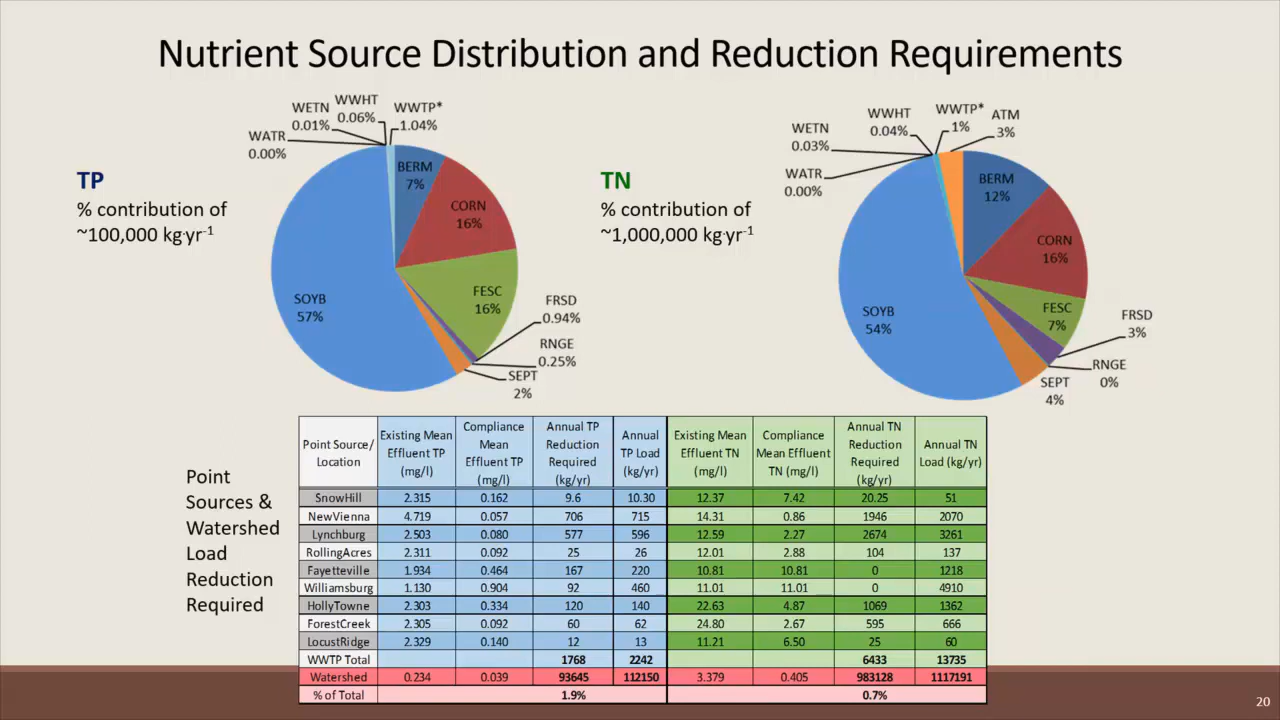 Nutrient Source Distribution and Reduction Requirements
TP
% contribution of
~100,000 kg·yr-1
WATR
0.00%
WETN
0.01%
WWHT
0.06%
WWTP*
1.04%
BERM
7%
CORN
16%
FESC
16%
FRSD
0.94%
RNGE
0.25%
SEPT
2%
SOYB
57%
TN
% contribution of
~1,000,000 kg·yr-1
WATR
0.00%
WETN
0.03%
WWHT
0.04%
WWTP*
1%
ATM
3%
BERM
12%
CORN
16%
FESC
7%
FRSD
3%
RNGE
0%
SEPT
4%
SOYB
54%
Point
Sources &
Watershed
Load
Reduction
Required
Point Source/ Location | Existing Mean Effluent TP (mg/l) | Compliance Mean Effluent TP (mg/l) | Annual TP Reduction Required (kg/yr) | Annual TP Load (kg/yr) | Existing Mean Effluent TN (mg/l) | Compliance Mean Effluent TN (mg/l) | Annual TN Reduction Required (kg/yr) | Annual TN Load (kg/yr)
SnowHill 2.315 0.162 9.6 10.30 12.37 7.42 20.25 51
NewVienna 4.719 0.057 706 715 14.31 0.86 1946 2070
Lynchburg 2.503 0.080 577 596 12.59 2.27 2674 3261
RollingAcres 2.311 0.092 25 26 12.01 2.88 104 137
Fayetteville 1.934 0.464 167 220 10.81 10.81 0 1218
Williamsburg 1.130 0.904 92 460 11.01 11.01 0 4910
HollyTowne 2.303 0.334 120 140 22.63 4.87 1069 1362
ForestCreek 2.305 0.092 60 62 24.80 2.67 595 666
LocustRidge 2.329 0.140 12 13 11.21 6.50 25 60
WWTP Total 1768 2242 6433 13735
Watershed 0.234 0.039 93645 112150 3.379 0.405 983128 1117191
% of Total 1.9% 0.7%
20